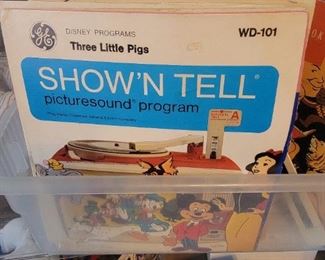 GE
DISNEY PROGRAMS
Three Little Pigs
WD-101
SHOW'N TELL®
picturesound® program
A